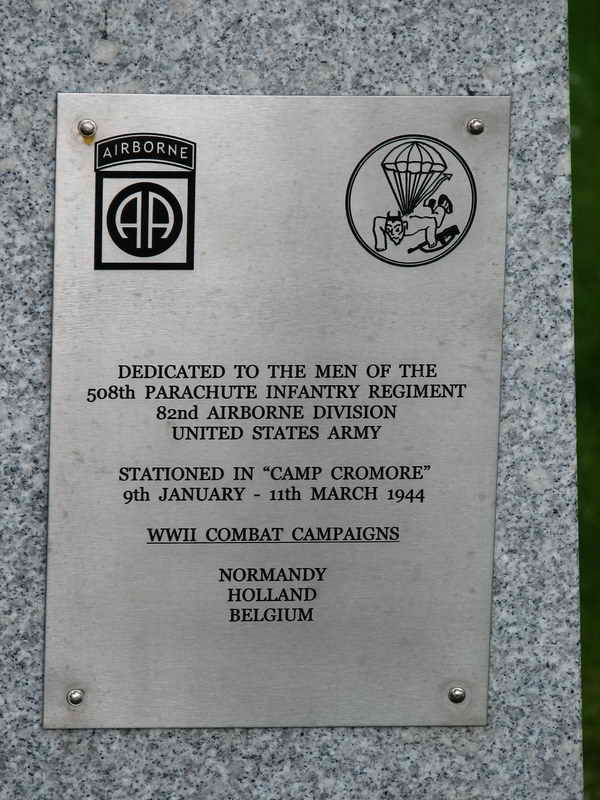 AIRBORNE
AA
DEDICATED TO THE MEN OF THE
508th PARACHUTE INFANTRY REGIMENT
82nd AIRBORNE DIVISION
UNITED STATES ARMY
STATIONED IN “CAMP CROMORE”
9th JANUARY - 11th MARCH 1944
WWII COMBAT CAMPAIGNS
NORMANDY
HOLLAND
BELGIUM